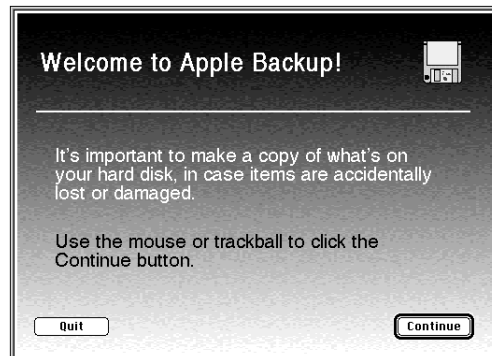 Welcome to Apple Backup!
It's important to make a copy of what's on
your hard disk, in case items are accidentally
lost or damaged.
Use the mouse or trackball to click the
Continue button.
Quit
Continue